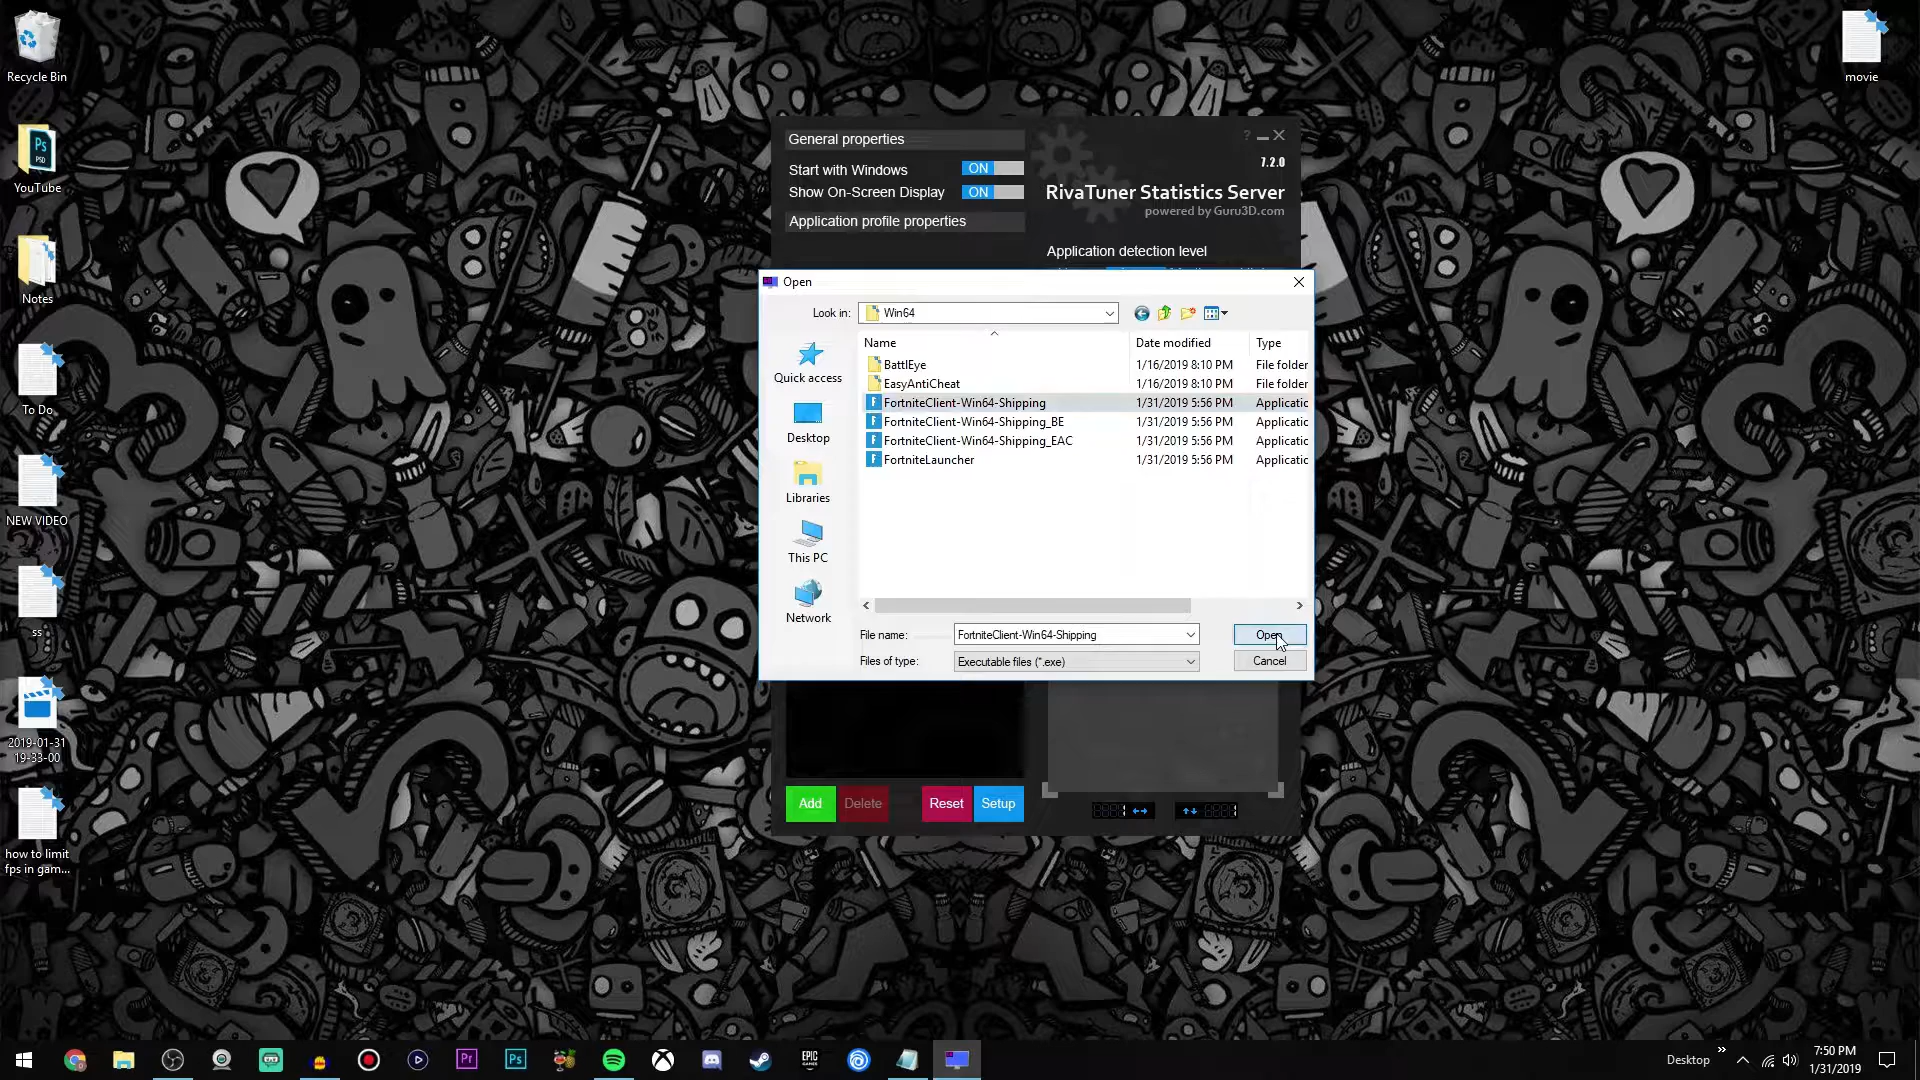 Recycle Bin
YouTube
Notes
To Do
NEW VIDEO
ss
2019-01-31
19-33-00
how to limit
fps in gam...
movie
General properties
Start with Windows
ON
Show On-Screen Display
ON
Application profile properties
?
7.2.0
RivaTuner Statistics Server
powered by Guru3D.com
Application detection level
Open
Look in:
Win64
Quick access
Desktop
Libraries
This PC
Network
Name
Date modified
Type
BattlEye
1/16/2019 8:10 PM
File folder
EasyAntiCheat
1/16/2019 8:10 PM
File folder
FortniteClient-Win64-Shipping
1/31/2019 5:56 PM
Applicatic
FortniteClient-Win64-Shipping_BE
1/31/2019 5:56 PM
Applicatic
FortniteClient-Win64-Shipping_EAC
1/31/2019 5:56 PM
Applicatic
FortniteLauncher
1/31/2019 5:56 PM
Applicatic
File name:
FortniteClient-Win64-Shipping
Open
Files of type:
Executable files (*.exe)
Cancel
Add
Delete
Reset
Setup
Pr
Ps
EPIC
GAMES
Desktop
7:50 PM
1/31/2019